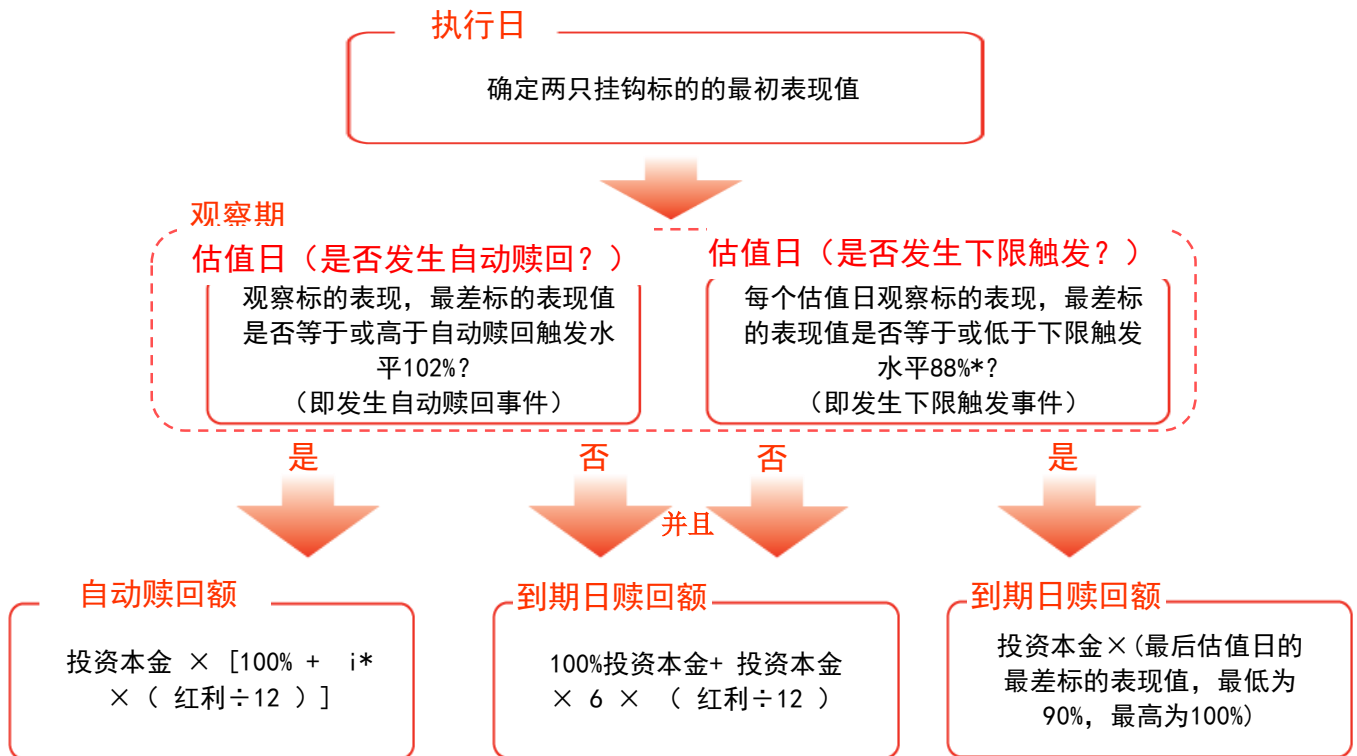 执行日
确定两只挂钩标的的最初表现值
观察期
估值日（是否发生自动赎回？）
观察标的表现，最差标的表现值
是否等于或高于自动赎回触发水
平102%?
（即发生自动赎回事件）
估值日（是否发生下限触发？）
每个估值日观察标的表现，最差标
的表现值是否等于或低于下限触发
水平88%*?
（即发生下限触发事件）
是
否
否
是
并且
自动赎回额
投资本金 × [100% + i*
×（ 红利÷12 ）]
到期日赎回额
100%投资本金+ 投资本金
× 6 × （ 红利÷12 ）
到期日赎回额
投资本金×(最后估值日的
最差标的表现值，最低为
90%，最高为100%)